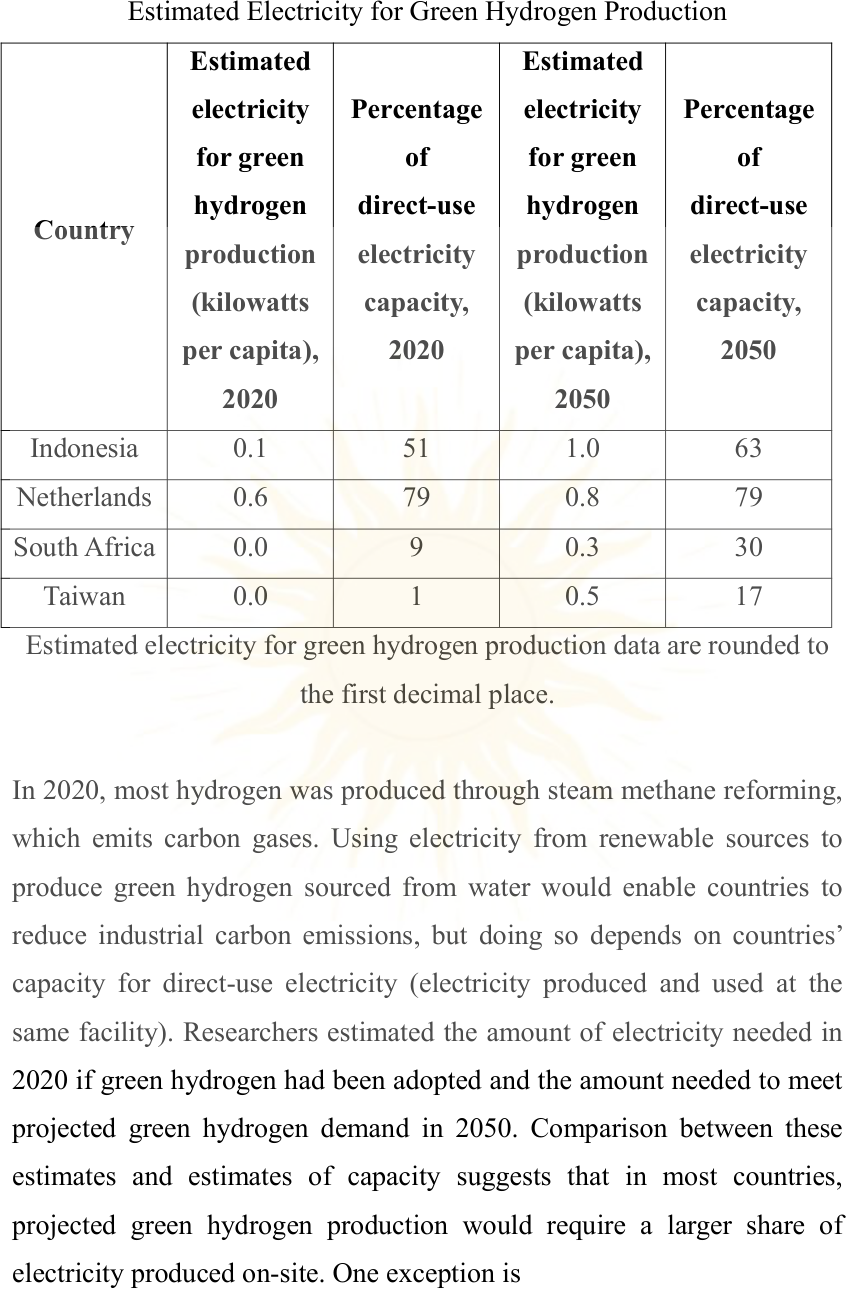 Estimated Electricity for Green Hydrogen Production
Country
Estimated
electricity
for green
hydrogen
production
(kilowatts
per capita),
2020
Percentage
of
direct-use
electricity
capacity,
2020
Estimated
electricity
for green
hydrogen
production
(kilowatts
per capita),
2050
Percentage
of
direct-use
electricity
capacity,
2050
Indonesia 0.1 51 1.0 63
Netherlands 0.6 79 0.8 79
South Africa 0.0 9 0.3 30
Taiwan 0.0 1 0.5 17
Estimated electricity for green hydrogen production data are rounded to
the first decimal place.
In 2020, most hydrogen was produced through steam methane reforming,
which emits carbon gases. Using electricity from renewable sources to
produce green hydrogen sourced from water would enable countries to
reduce industrial carbon emissions, but doing so depends on countries’
capacity for direct-use electricity (electricity produced and used at the
same facility). Researchers estimated the amount of electricity needed in
2020 if green hydrogen had been adopted and the amount needed to meet
projected green hydrogen demand in 2050. Comparison between these
estimates and estimates of capacity suggests that in most countries,
projected green hydrogen production would require a larger share of
electricity produced on-site. One exception is